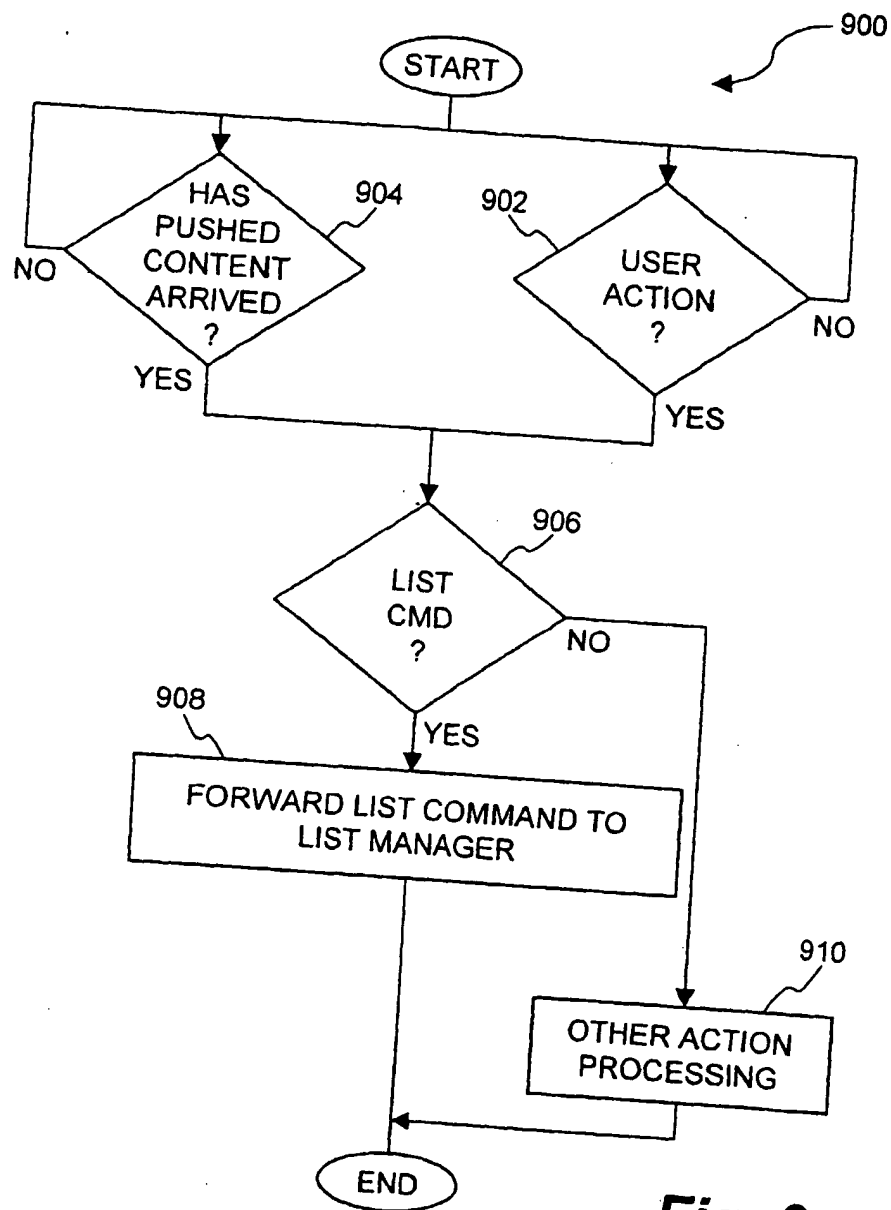 900
START
HAS
PUSHED
CONTENT
ARRIVED
?
904
902
USER
ACTION
?
NO
NO
YES
YES
906
LIST
CMD
?
NO
908
YES
FORWARD LIST COMMAND TO
LIST MANAGER
910
OTHER ACTION
PROCESSING
END